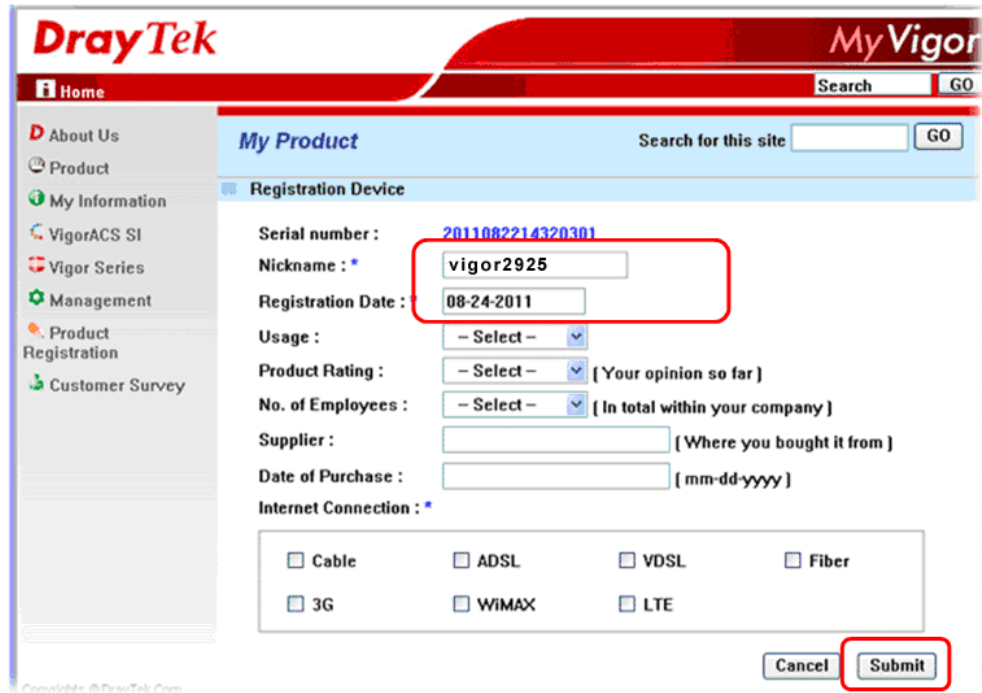 DrayTek
MyVigor
Home
Search GO
About Us
Product
My Information
VigorACS SI
Vigor Series
Management
Product
Registration
Customer Survey
My Product
Search for this site GO
Registration Device
Serial number : 2011082214320301
Nickname : * vigor2925
Registration Date : * 08-24-2011
Usage : -- Select --
Product Rating : -- Select -- ( Your opinion so far )
No. of Employees : -- Select -- ( In total within your company )
Supplier : ( Where you bought it from )
Date of Purchase : ( mm-dd-yyyy )
Internet Connection : *
Cable ADSL VDSL Fiber
3G WiMAX LTE
Cancel Submit
Copyrights @ DrayTek Corp.